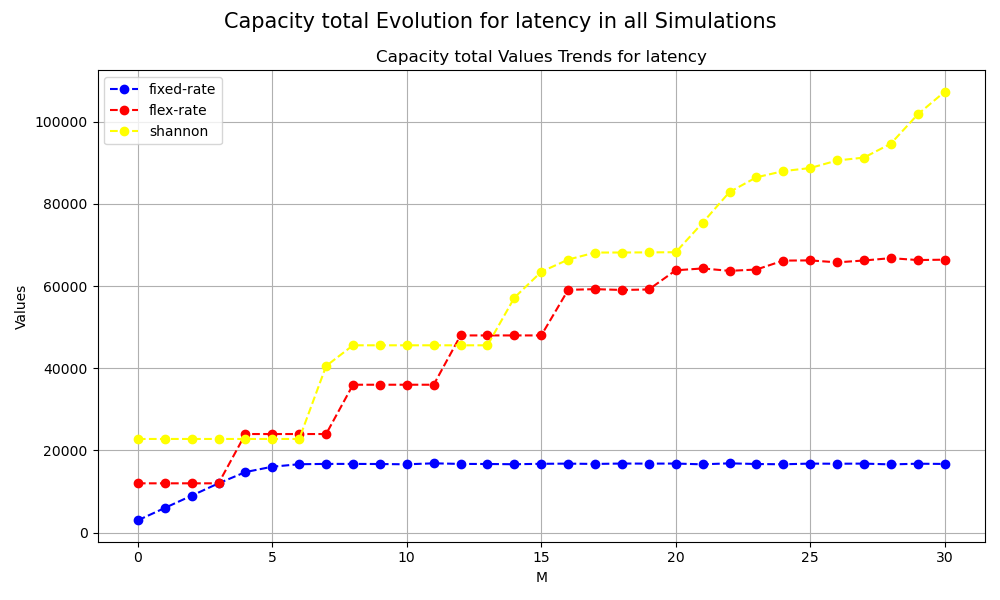 Capacity total Evolution for latency in all Simulations
Capacity total Values Trends for latency
fixed-rate
flex-rate
shannon
100000
80000
60000
40000
20000
0
Values
0 5 10 15 20 25 30
M